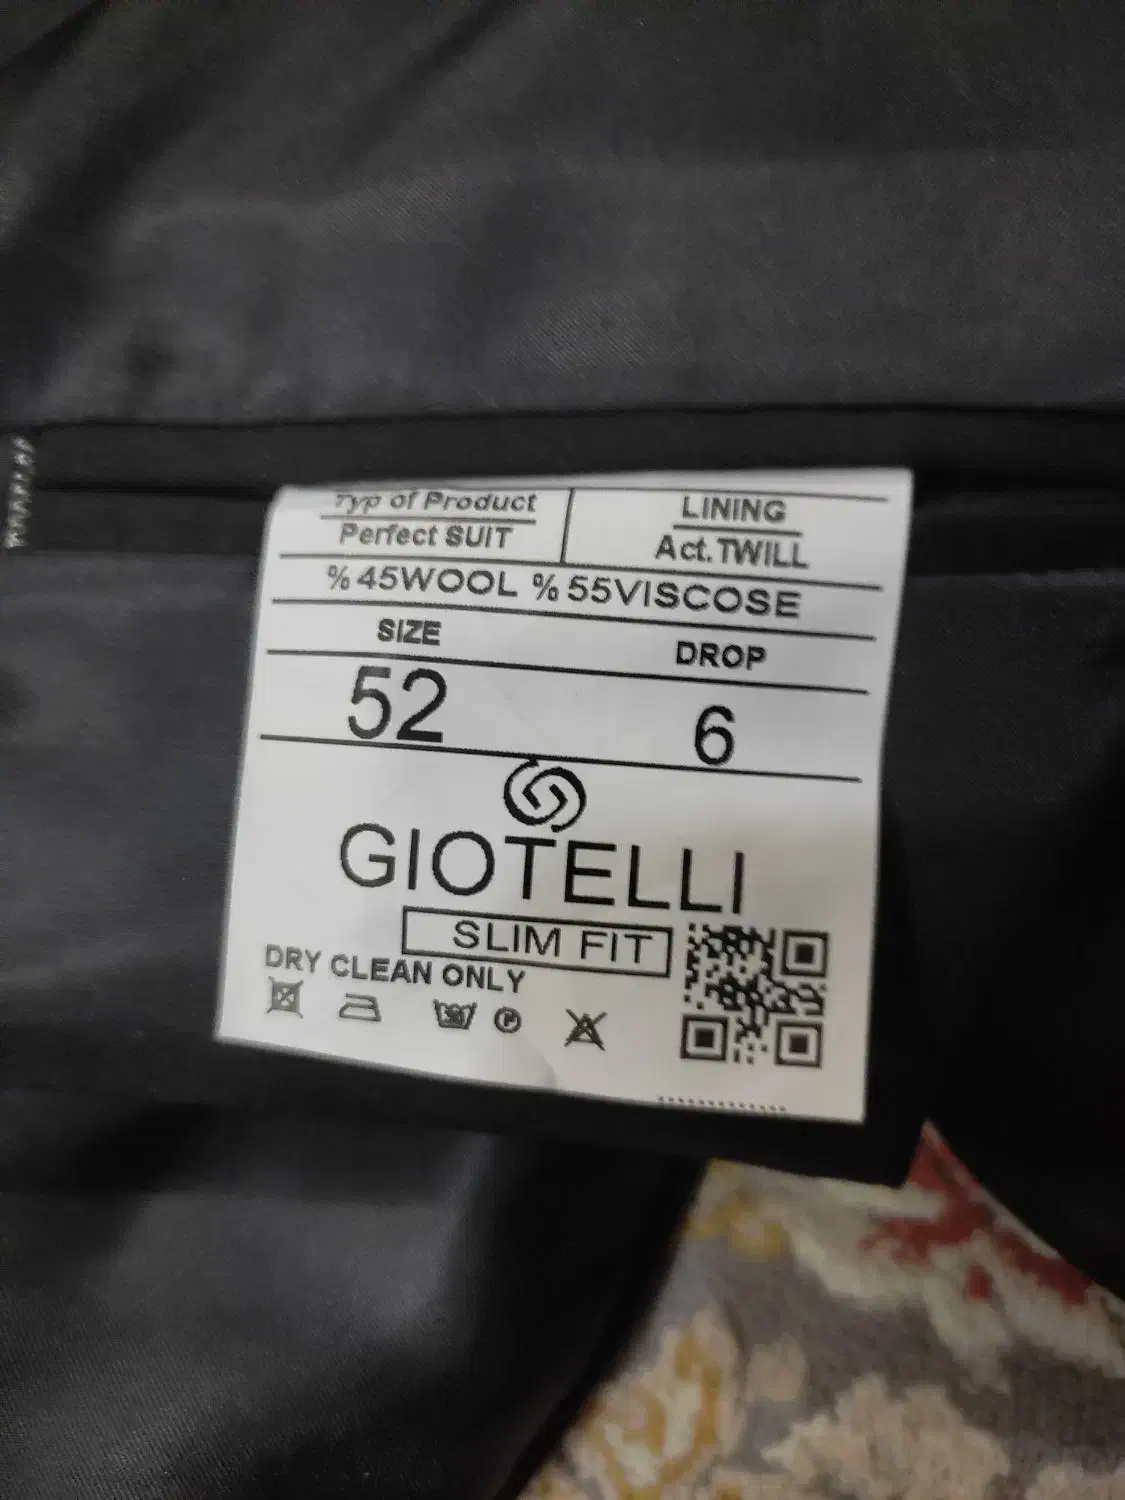 Typ of Product
Perfect SUIT
LINING
Act.TWILL
%45WOOL %55VISCOSE
SIZE
DROP
52
6
GIOTELLI
SLIM FIT
DRY CLEAN ONLY
P